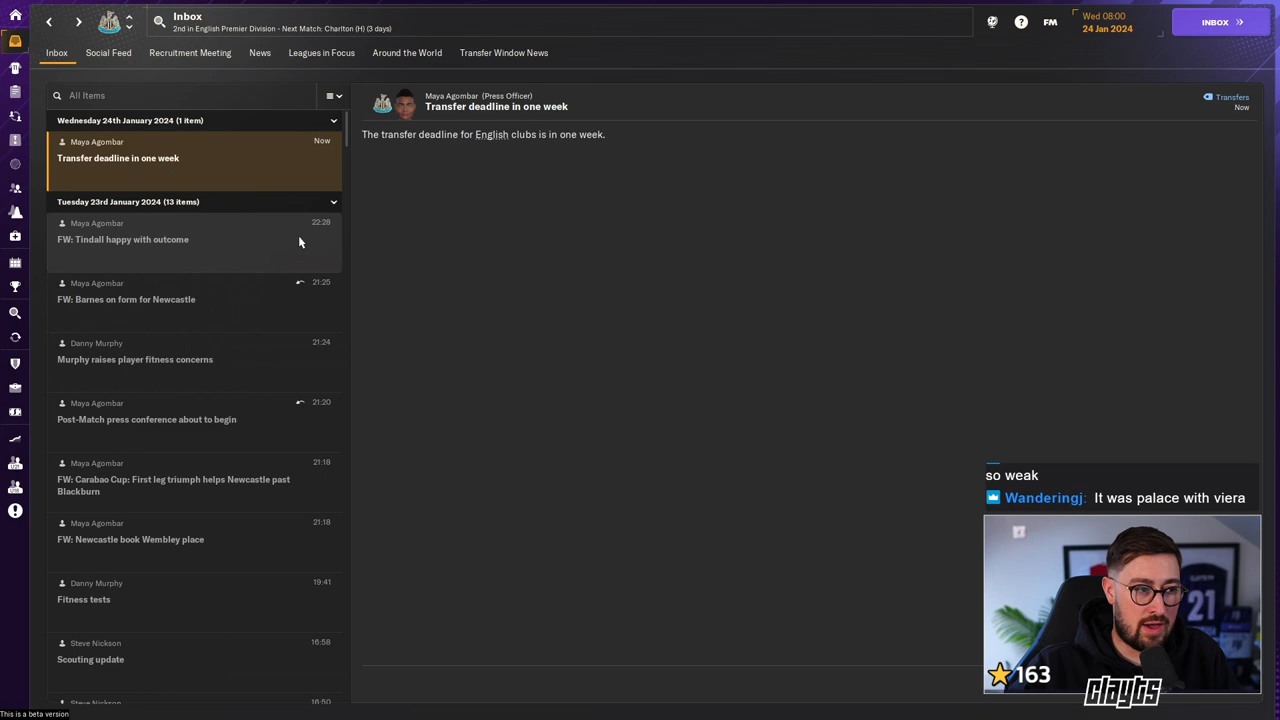 Inbox
2nd in English Premier Division - Next Match: Charlton (H) (3 days)
FM
Wed 08:00
24 Jan 2024
INBOX
Inbox
Social Feed
Recruitment Meeting
News
Leagues in Focus
Around the World
Transfer Window News
All Items
Wednesday 24th January 2024 (1 item)
Maya Agombar
Now
Transfer deadline in one week
Tuesday 23rd January 2024 (13 items)
Maya Agombar
22:28
FW: Tindall happy with outcome
Maya Agombar
21:25
FW: Barnes on form for Newcastle
Danny Murphy
21:24
Murphy raises player fitness concerns
Maya Agombar
21:20
Post-Match press conference about to begin
Maya Agombar
21:18
FW: Carabao Cup: First leg triumph helps Newcastle past
Blackburn
Maya Agombar
21:18
FW: Newcastle book Wembley place
Danny Murphy
19:41
Fitness tests
Steve Nickson
16:58
Scouting update
Steve Nickson
16:50
Maya Agombar (Press Officer)
Transfer deadline in one week
Transfers
Now
The transfer deadline for English clubs is in one week.
so weak
Wanderingj: It was palace with viera
21
163
claybs
U21
U18
This is a beta version